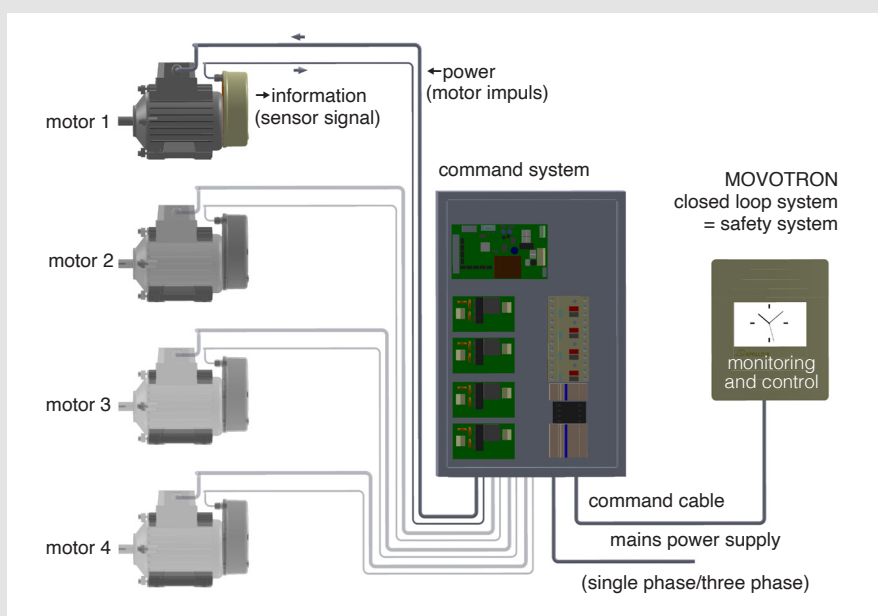 motor 1
→information
(sensor signal)
←power
(motor impuls)
command system
MOVOTRON
closed loop system
= safety system
motor 2
monitoring
and control
motor 3
motor 4
command cable
mains power supply
(single phase/three phase)